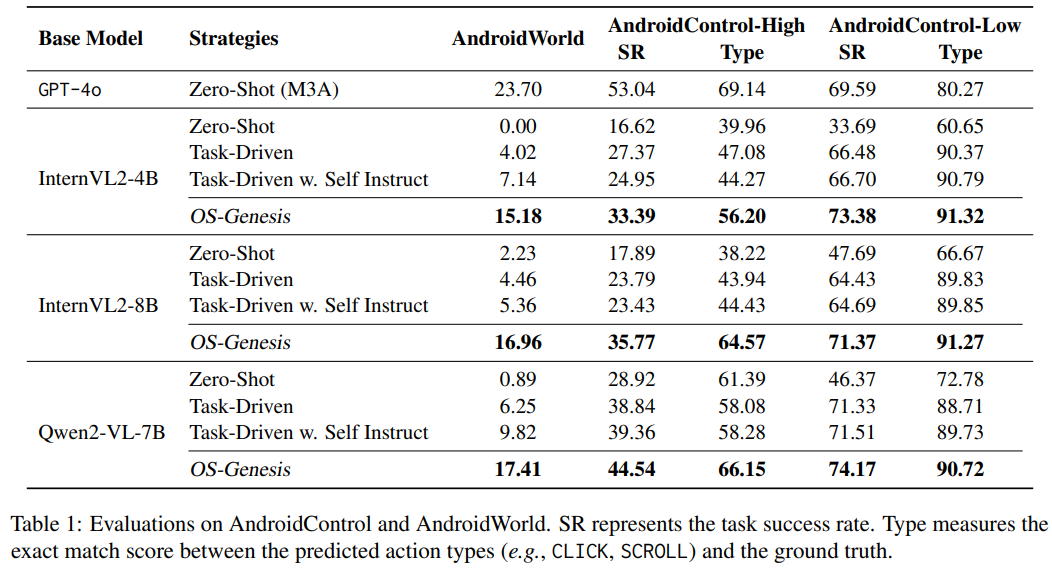 Base Model Strategies AndroidWorld AndroidControl-High AndroidControl-Low
SR Type SR Type
GPT-4o Zero-Shot (M3A) 23.70 53.04 69.14 69.59 80.27
Zero-Shot 0.00 16.62 39.96 33.69 60.65
Task-Driven 4.02 27.37 47.08 66.48 90.37
InternVL2-4B Task-Driven w. Self Instruct 7.14 24.95 44.27 66.70 90.79
OS-Genesis 15.18 33.39 56.20 73.38 91.32
Zero-Shot 2.23 17.89 38.22 47.69 66.67
Task-Driven 4.46 23.79 43.94 64.43 89.83
InternVL2-8B Task-Driven w. Self Instruct 5.36 23.43 44.43 64.69 89.85
OS-Genesis 16.96 35.77 64.57 71.37 91.27
Zero-Shot 0.89 28.92 61.39 46.37 72.78
Task-Driven 6.25 38.84 58.08 71.33 88.71
Qwen2-VL-7B Task-Driven w. Self Instruct 9.82 39.36 58.28 71.51 89.73
OS-Genesis 17.41 44.54 66.15 74.17 90.72
Table 1: Evaluations on AndroidControl and AndroidWorld. SR represents the task success rate. Type measures the
exact match score between the predicted action types (e.g., CLICK, SCROLL) and the ground truth.